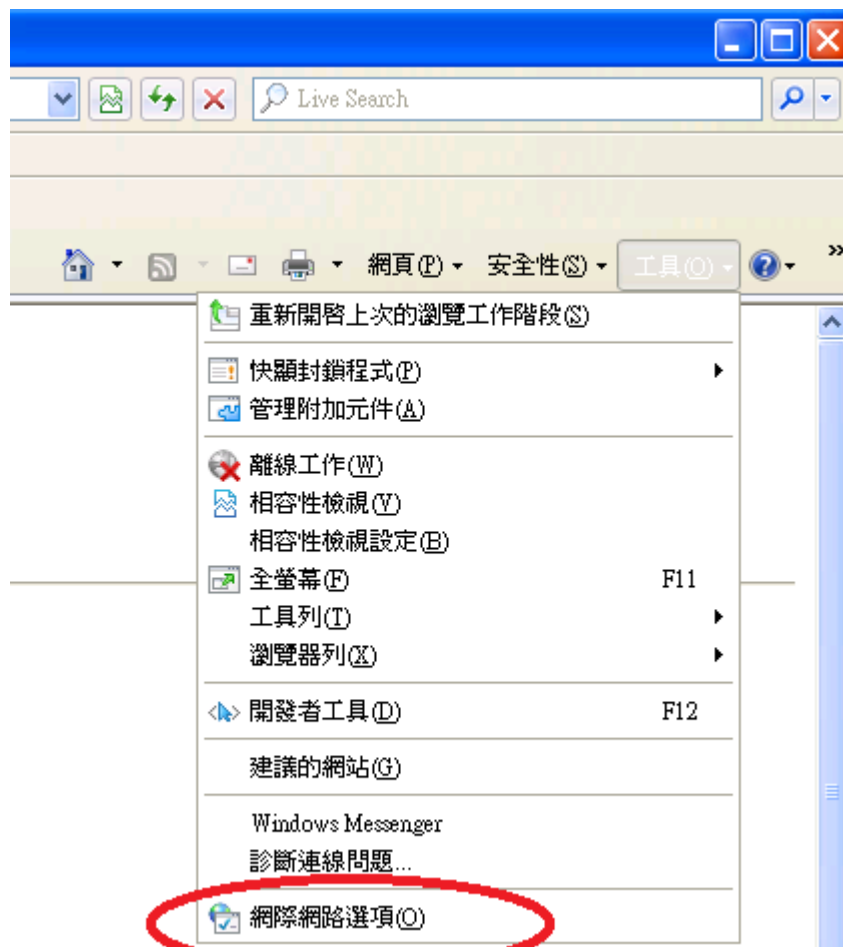 Live Search
網頁(P) 安全性(S) 工具(O)
重新開啓上次的瀏覽工作階段(S)
快顯封鎖程式(P)
管理附加元件(A)
離線工作(W)
相容性檢視(V)
相容性檢視設定(B)
全螢幕(F) F11
工具列(T)
瀏覽器列(X)
開發者工具(D) F12
建議的網站(G)
Windows Messenger
診斷連線問題...
網際網路選項(O)